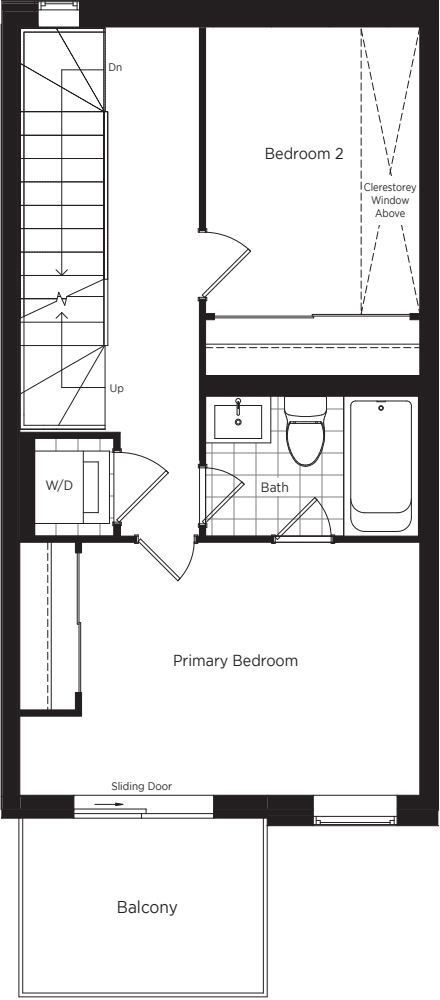 Dn
Bedroom 2
Clerestorey
Window
Above
Up
W/D
Bath
Primary Bedroom
Sliding Door
Balcony